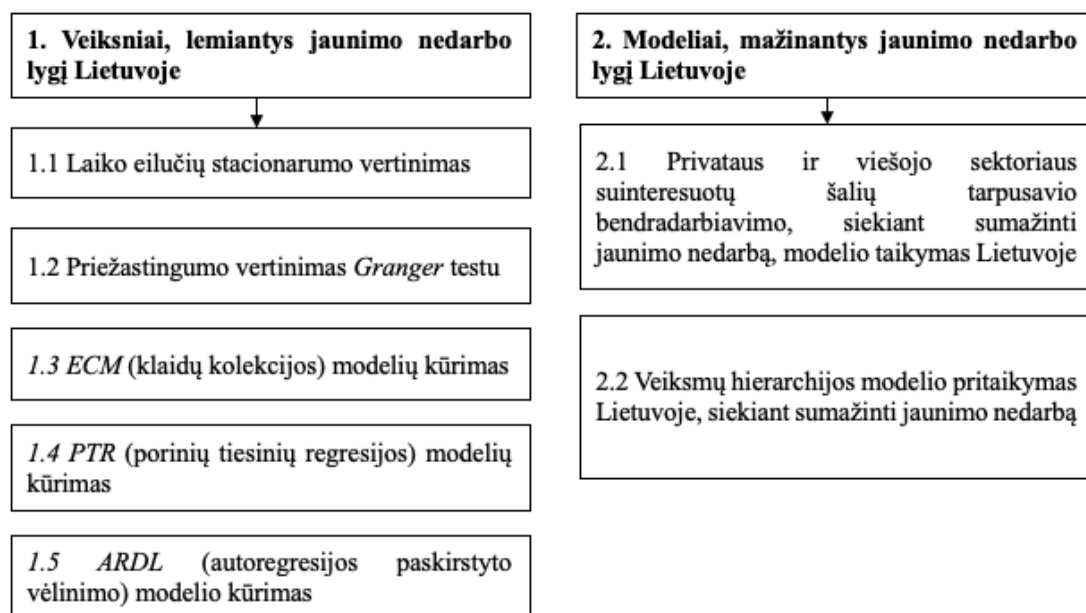 1. Veiksniai, lemiantys jaunimo nedarbo
lygį Lietuvoje
1.1 Laiko eilučių stacionarumo vertinimas
1.2 Priežastingumo vertinimas Granger testu
1.3 ECM (klaidų kolekcijos) modelių kūrimas
1.4 PTR (porinių tiesinių regresijos) modelių
kūrimas
1.5 ARDL (autoregresijos paskirstyto
vėlinimo) modelio kūrimas
2. Modeliai, mažinantys jaunimo nedarbo
lygį Lietuvoje
2.1 Privataus ir viešojo sektoriaus
suinteresuotų šalių tarpusavio
bendradarbiavimo, siekiant sumažinti
jaunimo nedarbą, modelio taikymas Lietuvoje
2.2 Veiksmų hierarchijos modelio pritaikymas
Lietuvoje, siekiant sumažinti jaunimo nedarbą